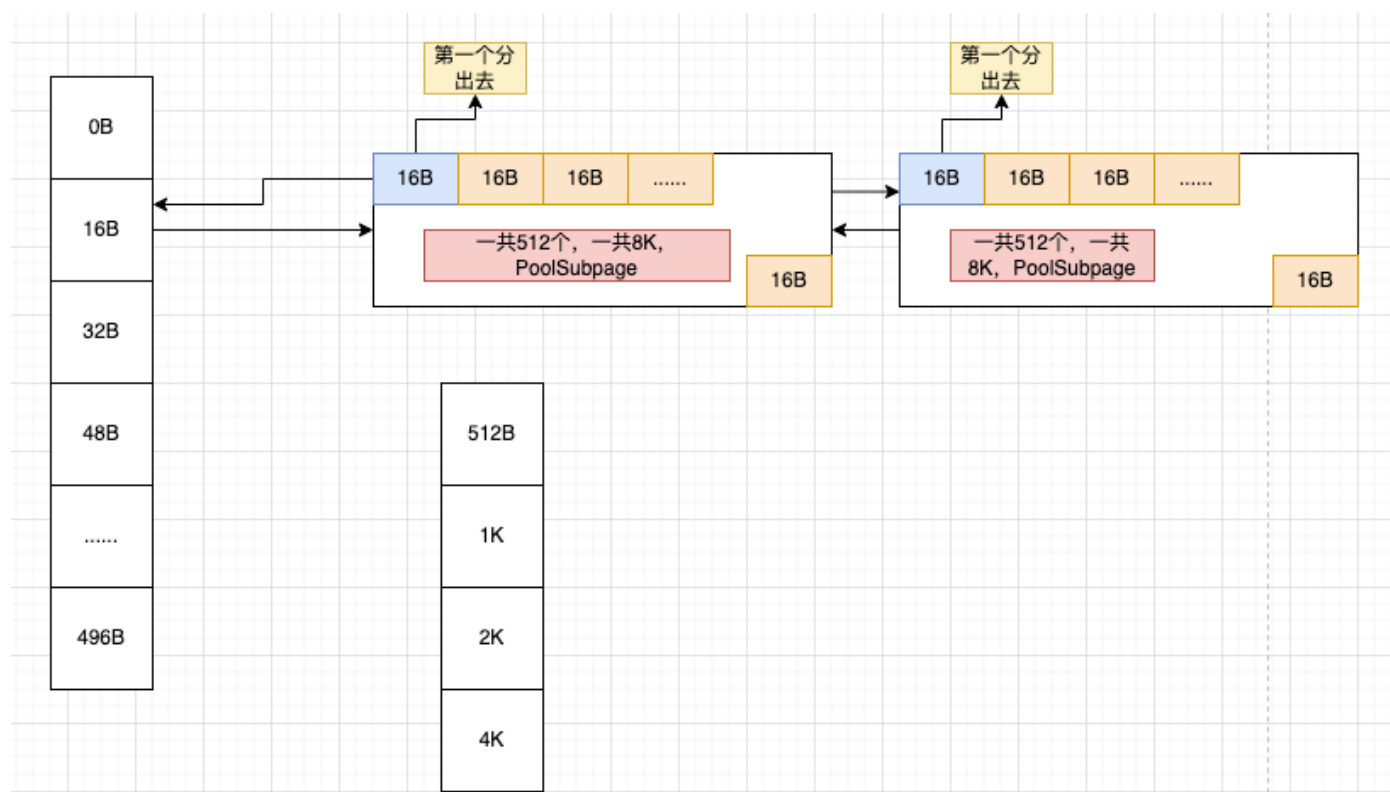 第一个分
出去
第一个分
出去
0B
16B
32B
48B
......
496B
16B
16B
16B
......
一共512个，一共8K,
PoolSubpage
16B
16B
16B
16B
......
一共512个，一共
8K，PoolSubpage
16B
512B
1K
2K
4K